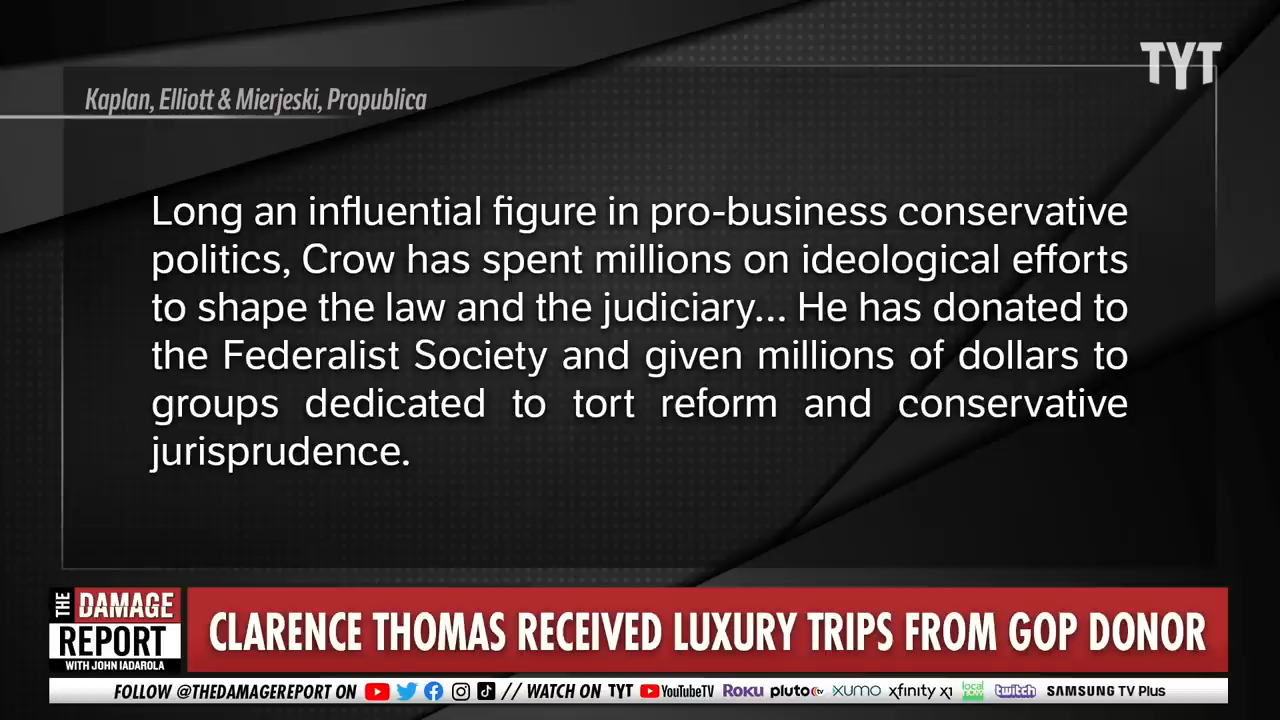 TYT
Kaplan, Elliott & Mierjeski, Propublica
Long an influential figure in pro-business conservative
politics, Crow has spent millions on ideological efforts
to shape the law and the judiciary... He has donated to
the Federalist Society and given millions of dollars to
groups dedicated to tort reform and conservative
jurisprudence.
THE DAMAGE
REPORT
WITH JOHN IADAROLA
CLARENCE THOMAS RECEIVED LUXURY TRIPS FROM GOP DONOR
FOLLOW @THEDAMAGEREPORT ON // WATCH ON TYT YouTubeTV ROKU pluto tv XUMO xfinity x1 local now twitch SAMSUNG TV Plus